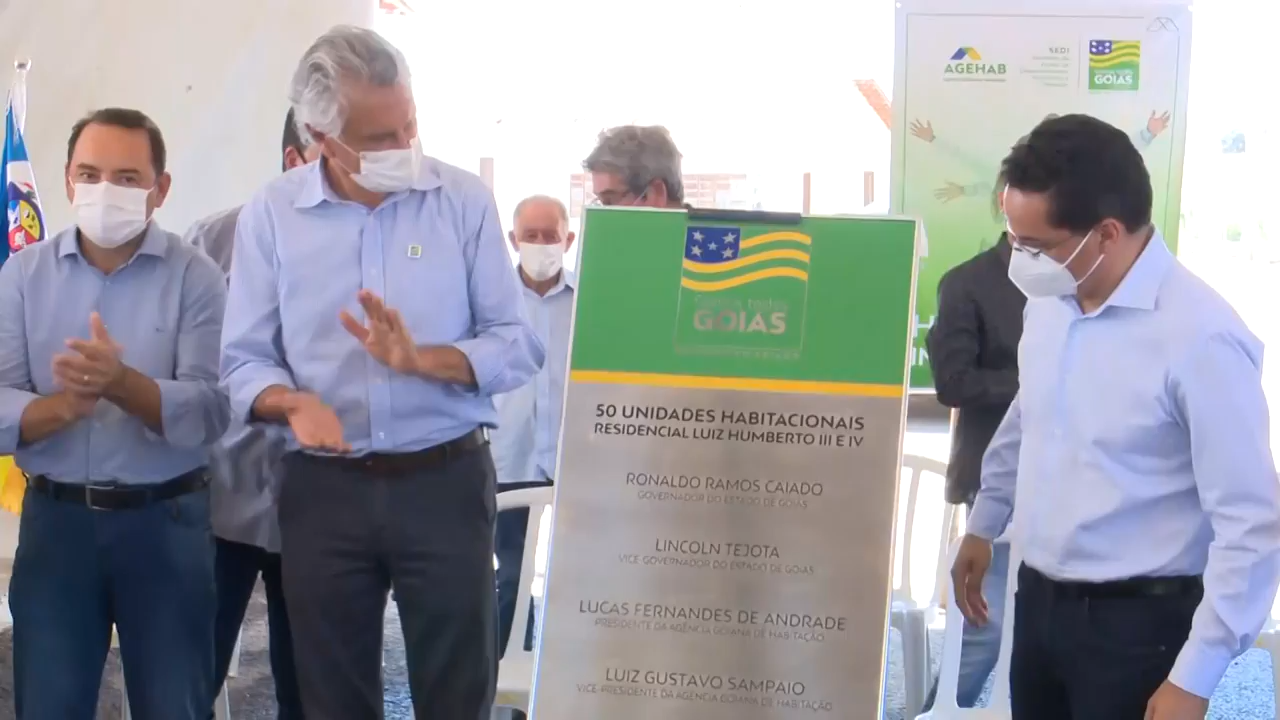 AGEHAB
SEDI
GOIÁS
GOIÁS
50 UNIDADES HABITACIONAIS
RESIDENCIAL LUIZ HUMBERTO III E IV
RONALDO RAMOS CAIADO
GOVERNADOR DO ESTADO DE GOIÁS
LINCOLN TEJOTA
VICE-GOVERNADOR DO ESTADO DE GOIÁS
LUCAS FERNANDES DE ANDRADE
PRESIDENTE DA AGÊNCIA GOIANA DE HABITAÇÃO
LUIZ GUSTAVO SAMPAIO
VICE-PRESIDENTE DA AGÊNCIA GOIANA DE HABITAÇÃO